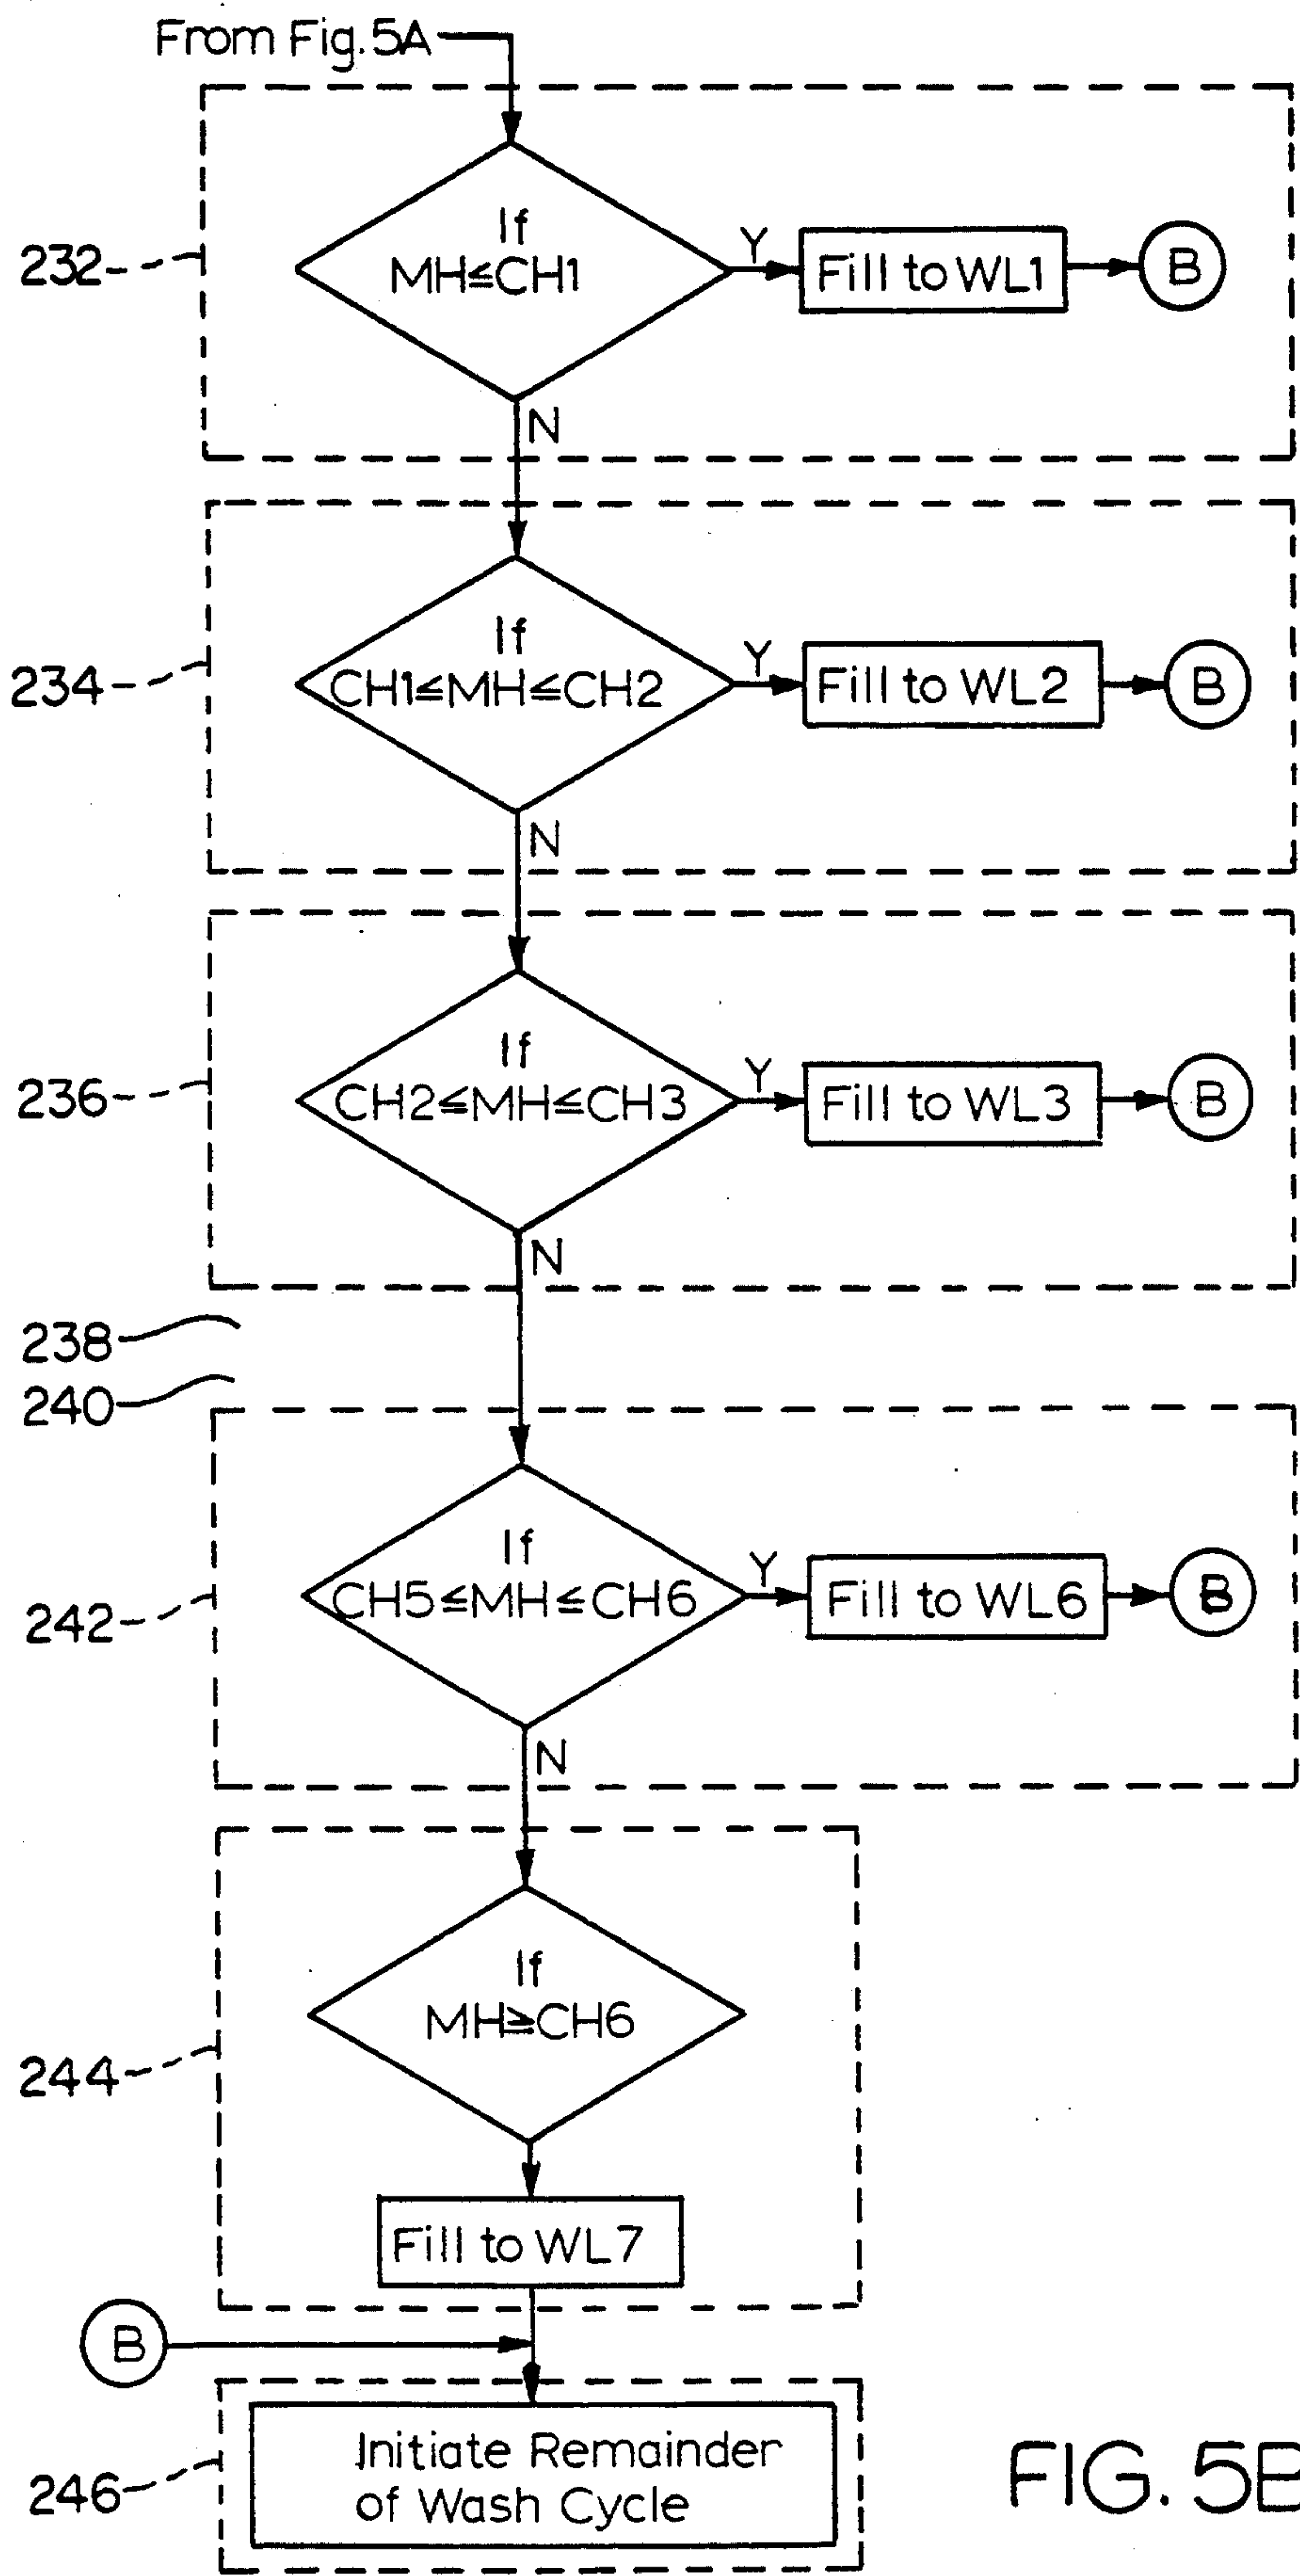 From Fig. 5A
If
MH≦CH1
Y
Fill to WL1
B
232
N
If
CH1≦MH≦CH2
Y
Fill to WL2
B
234
N
If
CH2≦MH≦CH3
Y
Fill to WL3
B
236
N
238
240
If
CH5≦MH≦CH6
Y
Fill to WL6
B
242
N
If
MH≧CH6
244
Fill to WL7
B
Initiate Remainder
of Wash Cycle
246
FIG. 5B